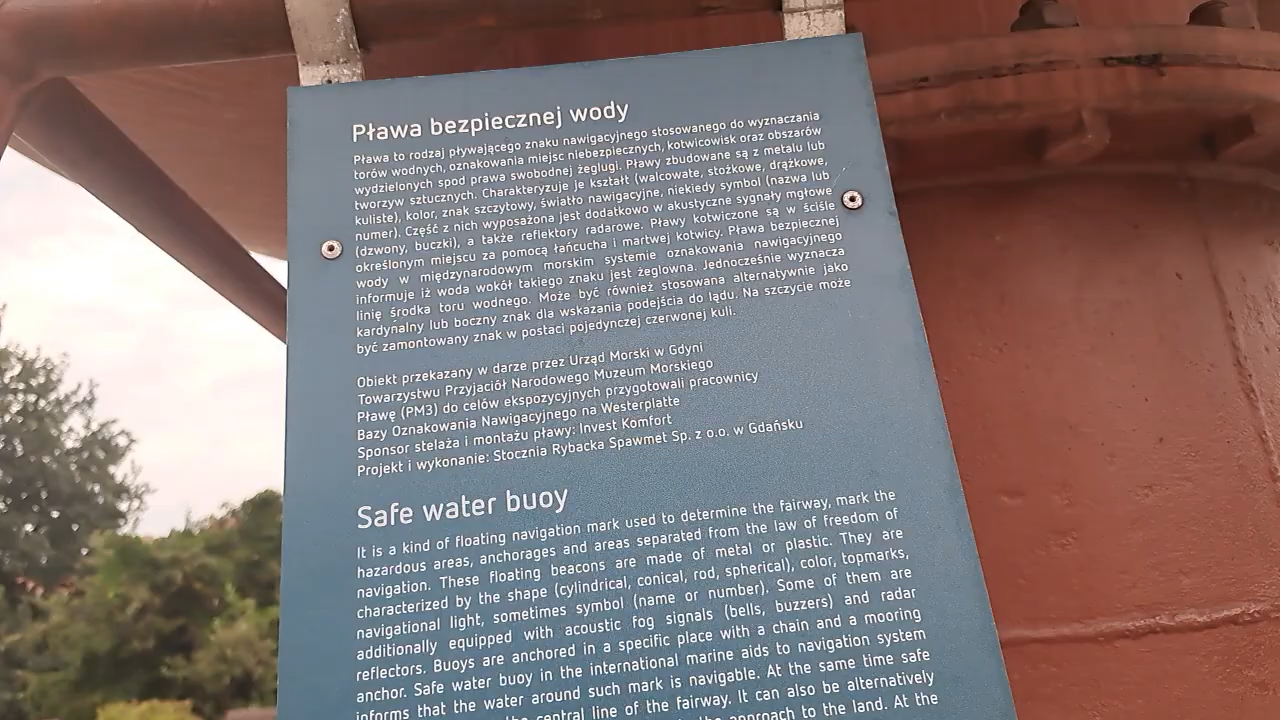 Pława bezpiecznej wody
Pława to rodzaj pływającego znaku nawigacyjnego stosowanego do wyznaczania
torów wodnych, oznakowania miejsc niebezpiecznych, kotwicowisk oraz obszarów
wydzielonych spod prawa swobodnej żeglugi. Pławy zbudowane są z metalu lub
tworzyw sztucznych. Charakteryzuje je kształt (walcowate, stożkowe, drążkowe,
kuliste), kolor, znak szczytowy, światło nawigacyjne, niekiedy symbol (nazwa lub
numer). Część z nich wyposażona jest dodatkowo w akustyczne sygnały mgłowe
(dzwony, buczki), a także reflektory radarowe. Pławy kotwiczone są w ściśle
określonym miejscu za pomocą łańcucha i martwej kotwicy. Pława bezpiecznej
wody w międzynarodowym morskim systemie oznakowania nawigacyjnego
informuje iż woda wokół takiego znaku jest żeglowna. Jednocześnie wyznacza
linię środka toru wodnego. Może być również stosowana alternatywnie jako
kardynalny lub boczny znak dla wskazania podejścia do lądu. Na szczycie może
być zamontowany znak w postaci pojedynczej czerwonej kuli.
Obiekt przekazany w darze przez Urząd Morski w Gdyni
Towarzystwu Przyjaciół Narodowego Muzeum Morskiego
Pławę (PM3) do celów ekspozycyjnych przygotowali pracownicy
Bazy Oznakowania Nawigacyjnego na Westerplatte
Sponsor stelaża i montażu pławy: Invest Komfort
Projekt i wykonanie: Stocznia Rybacka Spawmet Sp. z o.o. w Gdańsku
Safe water buoy
It is a kind of floating navigation mark used to determine the fairway, mark the
hazardous areas, anchorages and areas separated from the law of freedom of
navigation. These floating beacons are made of metal or plastic. They are
characterized by the shape (cylindrical, conical, rod, spherical), color, topmarks,
navigational light, sometimes symbol (name or number). Some of them are
additionally equipped with acoustic fog signals (bells, buzzers) and radar
reflectors. Buoys are anchored in a specific place with a chain and a mooring
anchor. Safe water buoy in the international marine aids to navigation system
informs that the water around such mark is navigable. At the same time safe
the central line of the fairway. It can also be alternatively
the approach to the land. At the